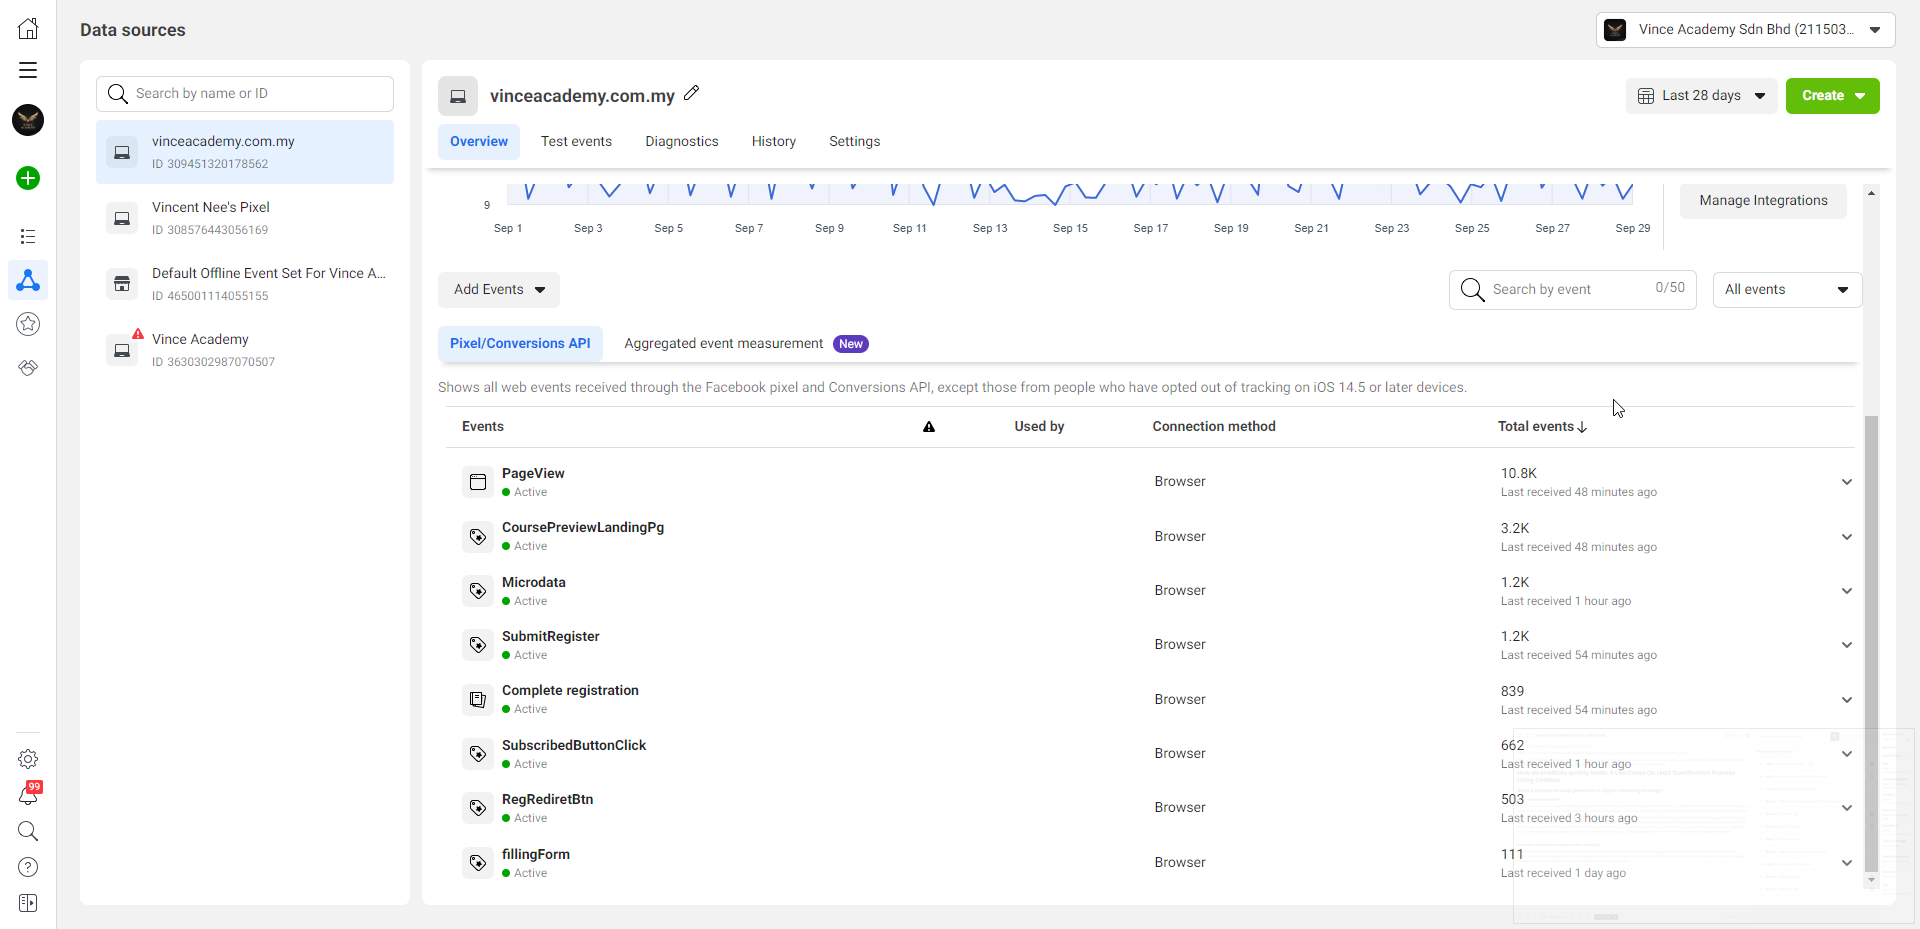 Data sources
Vince Academy Sdn Bhd (211503...
Search by name or ID
vinceacademy.com.my
ID 309451320178562
Vincent Nee's Pixel
ID 308576443056169
Default Offline Event Set For Vince A...
ID 465001114055155
Vince Academy
ID 3630302987070507
99
vinceacademy.com.my
Last 28 days
Create
Overview
Test events
Diagnostics
History
Settings
9
Sep 1
Sep 3
Sep 5
Sep 7
Sep 9
Sep 11
Sep 13
Sep 15
Sep 17
Sep 19
Sep 21
Sep 23
Sep 25
Sep 27
Sep 29
Manage Integrations
Add Events
Search by event
0/50
All events
Pixel/Conversions API
Aggregated event measurement
New
Shows all web events received through the Facebook pixel and Conversions API, except those from people who have opted out of tracking on iOS 14.5 or later devices.
Events
Used by
Connection method
Total events
PageView
Active
Browser
10.8K
Last received 48 minutes ago
CoursePreviewLandingPg
Active
Browser
3.2K
Last received 48 minutes ago
Microdata
Active
Browser
1.2K
Last received 1 hour ago
SubmitRegister
Active
Browser
1.2K
Last received 54 minutes ago
Complete registration
Active
Browser
839
Last received 54 minutes ago
SubscribedButtonClick
Active
Browser
662
Last received 1 hour ago
RegRediretBtn
Active
Browser
503
Last received 3 hours ago
fillingForm
Active
Browser
111
Last received 1 day ago